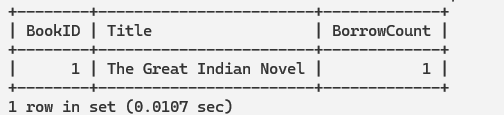 +--------+------------------------+-------------+
| BookID | Title                  | BorrowCount |
+--------+------------------------+-------------+
|      1 | The Great Indian Novel |           1 |
+--------+------------------------+-------------+
1 row in set (0.0107 sec)